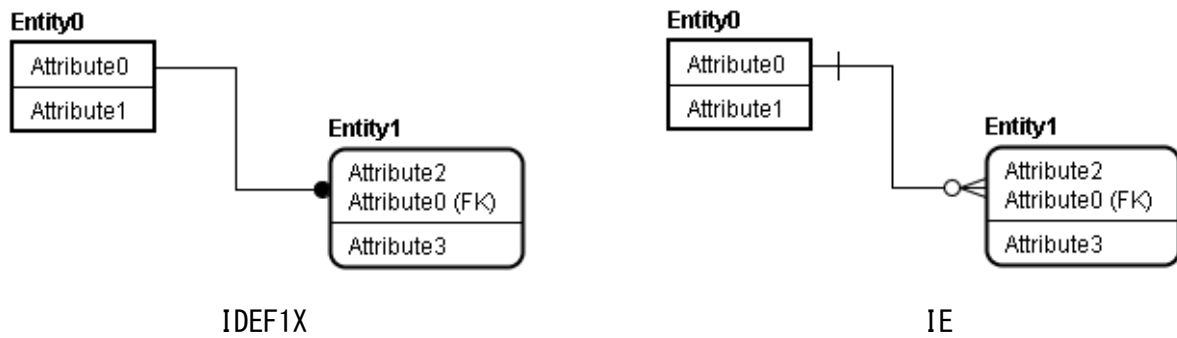 Entity0
Attribute0
Attribute1
Entity1
Attribute2
Attribute0 (FK)
Attribute3
IDEF1X
Entity0
Attribute0
Attribute1
Entity1
Attribute2
Attribute0 (FK)
Attribute3
IE